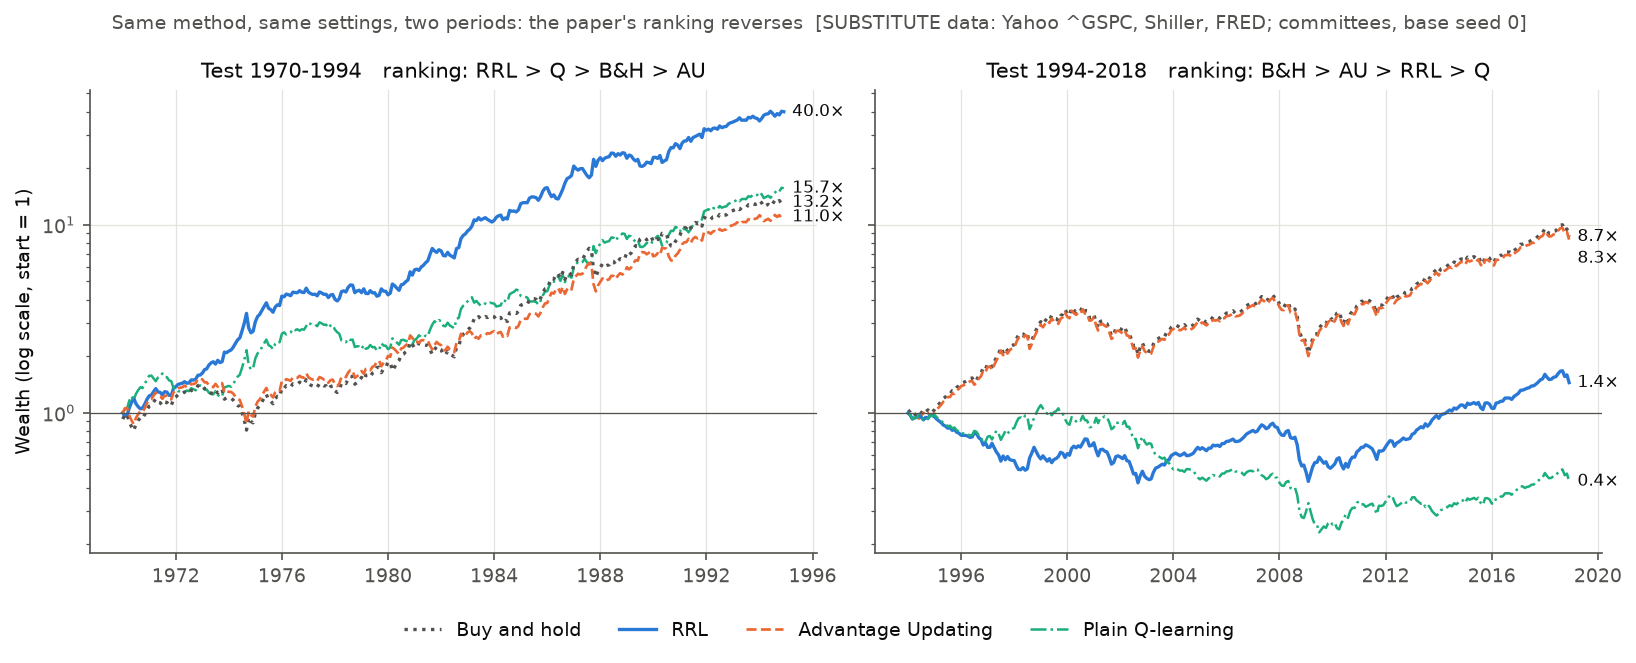 Same method, same settings, two periods: the paper's ranking reverses [SUBSTITUTE data: Yahoo ^GSPC, Shiller, FRED; committees, base seed 0]
Test 1970-1994 ranking: RRL > Q > B&H > AU
Wealth (log scale, start = 1)
10¹
10⁰
40.0×
15.7×
13.2×
11.0×
1972 1976 1980 1984 1988 1992 1996
Test 1994-2018 ranking: B&H > AU > RRL > Q
8.7×
8.3×
1.4×
0.4×
1996 2000 2004 2008 2012 2016 2020
Buy and hold RRL Advantage Updating Plain Q-learning